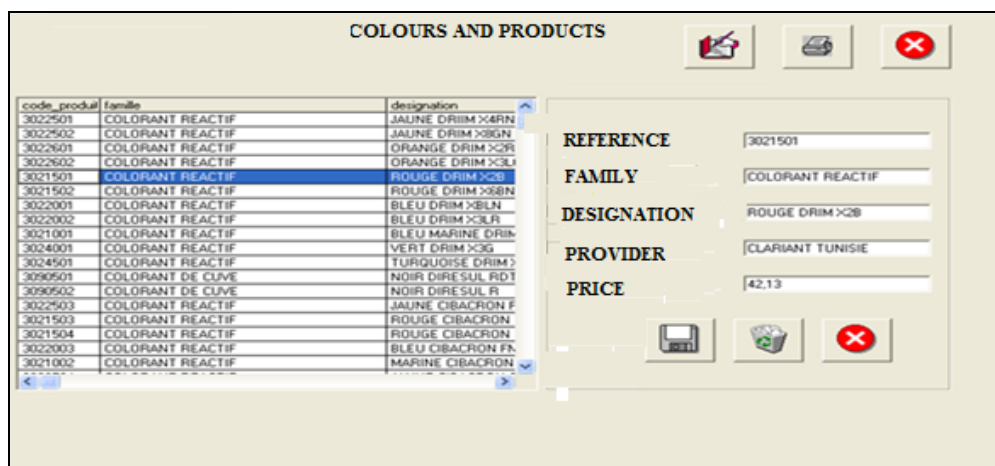 COLOURS AND PRODUCTS
code_produit famille designation
3022501 COLORANT REACTIF JAUNE DRIIM X4RN
3022502 COLORANT REACTIF JAUNE DRIM X8GN
3022601 COLORANT REACTIF ORANGE DRIM X2R
3022602 COLORANT REACTIF ORANGE DRIM X3L
3021501 COLORANT REACTIF ROUGE DRIM X2B
3021502 COLORANT REACTIF ROUGE DRIM X6BN
3022001 COLORANT REACTIF BLEU DRIM XBLN
3022002 COLORANT REACTIF BLEU DRIM X3LR
3021001 COLORANT REACTIF BLEU MARINE DRIM
3024001 COLORANT REACTIF VERT DRIM X3G
3024501 COLORANT REACTIF TURQUOISE DRIM
3090501 COLORANT DE CUVE NOIR DIRESUL RDT
3090502 COLORANT DE CUVE NOIR DIRESUL R
3022503 COLORANT REACTIF JAUNE CIBACRON F
3021503 COLORANT REACTIF ROUGE CIBACRON
3021504 COLORANT REACTIF ROUGE CIBACRON
3022003 COLORANT REACTIF BLEU CIBACRON FN
3021002 COLORANT REACTIF MARINE CIBACRON
REFERENCE 3021501
FAMILY COLORANT REACTIF
DESIGNATION ROUGE DRIM X2B
PROVIDER CLARIANT TUNISIE
PRICE 42,13